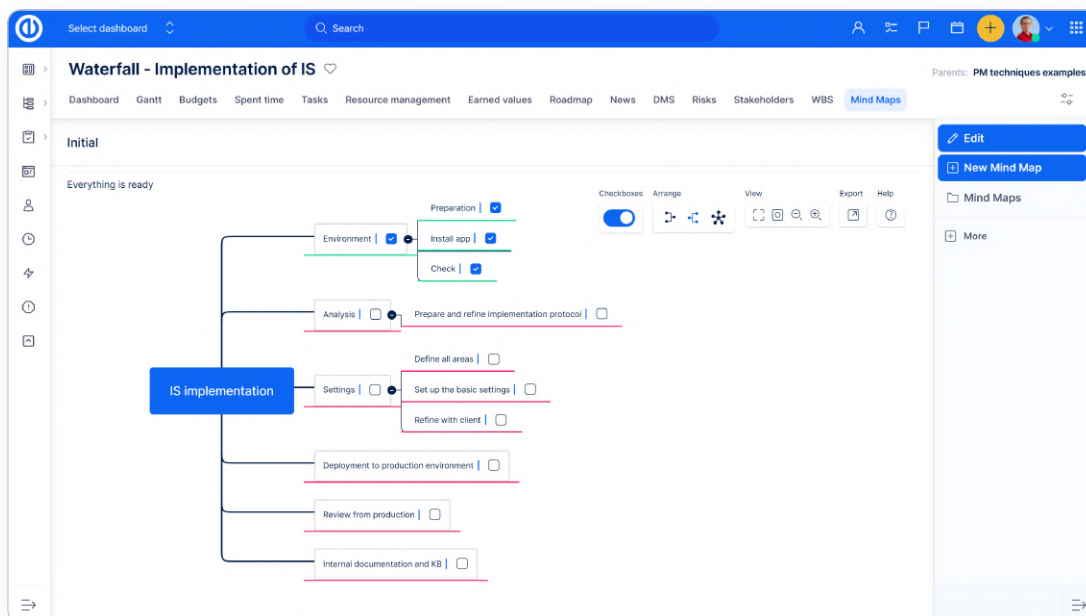 Select dashboard
Search
Waterfall - Implementation of IS
Parents: PM techniques examples
Dashboard Gantt Budgets Spent time Tasks Resource management Earned values Roadmap News DMS Risks Stakeholders WBS Mind Maps
Initial
Edit
New Mind Map
Mind Maps
More
Everything is ready
Checkboxes Arrange View Export Help
Preparation
Environment
Install app
Check
Analysis
Prepare and refine implementation protocol
Define all areas
IS implementation
Settings
Set up the basic settings
Refine with client
Deployment to production environment
Review from production
Internal documentation and KB